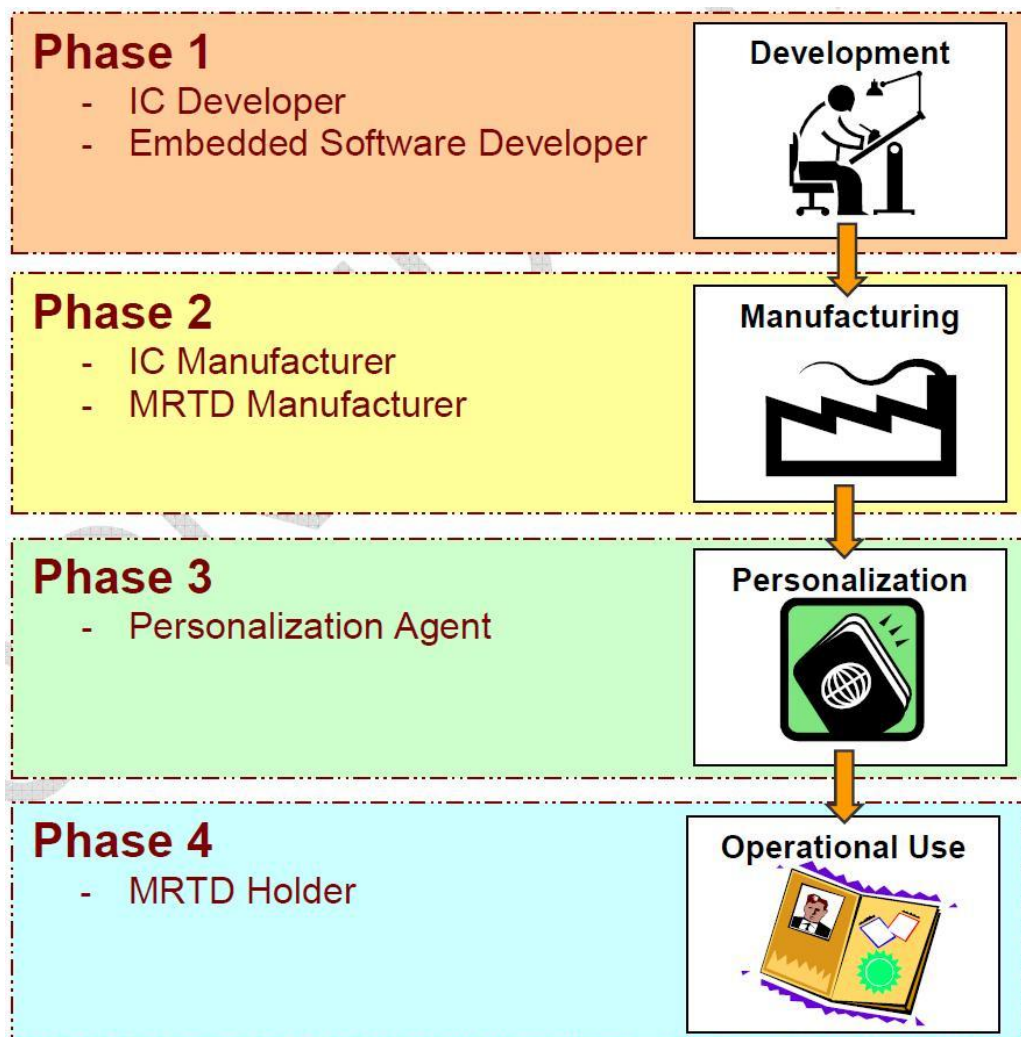 Phase 1
- IC Developer
- Embedded Software Developer
Development
Phase 2
- IC Manufacturer
- MRTD Manufacturer
Manufacturing
Phase 3
- Personalization Agent
Personalization
Phase 4
- MRTD Holder
Operational Use